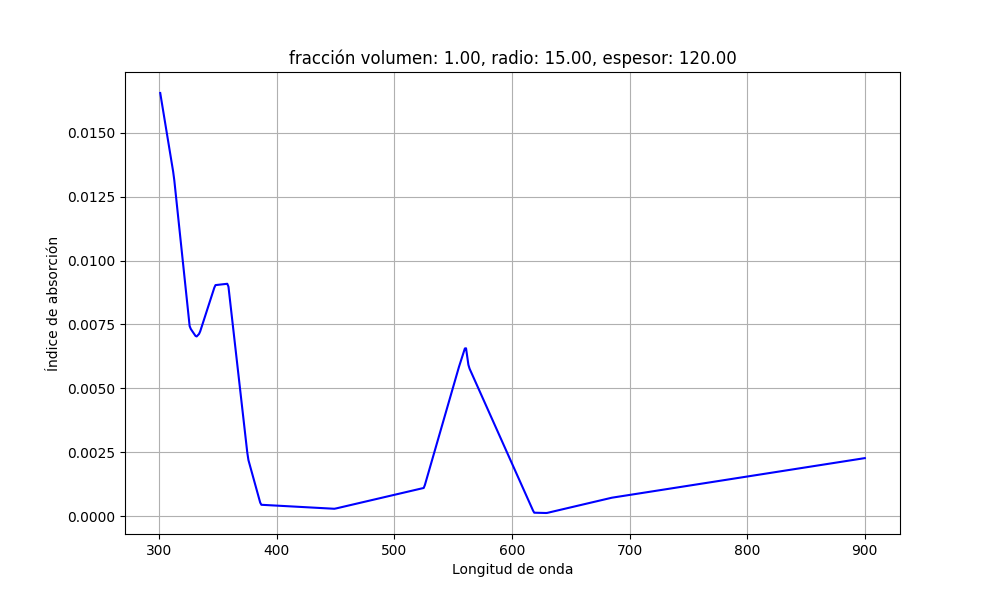 fracción volumen: 1.00, radio: 15.00, espesor: 120.00
Índice de absorción
0.0150
0.0125
0.0100
0.0075
0.0050
0.0025
0.0000
300 400 500 600 700 800 900
Longitud de onda